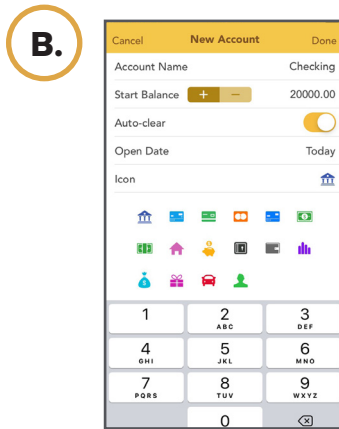 B.
Cancel New Account Done
Account Name Checking
Start Balance + − 20000.00
Auto-clear
Open Date Today
Icon
1 2 3
ABC DEF
4 5 6
GHI JKL MNO
7 8 9
PQRS TUV WXYZ
0